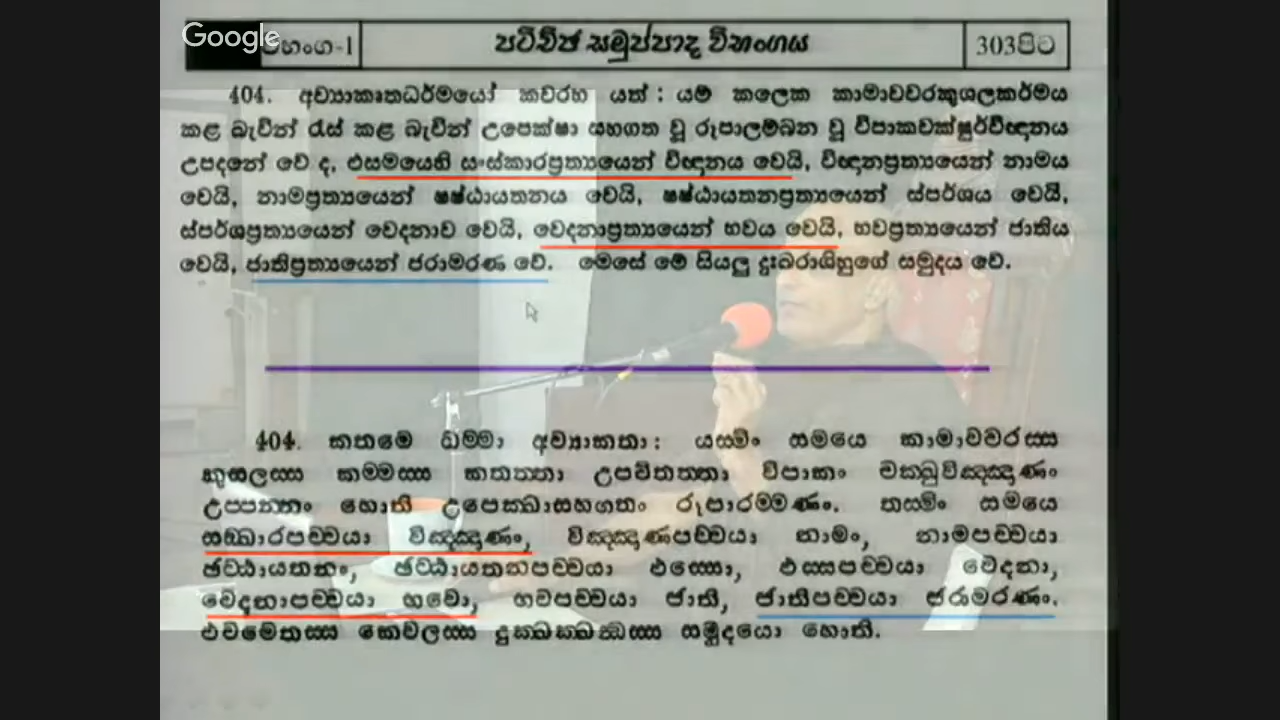 Google
භංග-1 පටිච්ඡ සමුප්පාද විභංගය 303පිට
404. අව්‍යාකෘතධර්මයෝ කවරහ යත් : යම් කලෙක කාමාවචරකුශලකර්මය
කළ බැවින් රැස් කළ බැවින් උපෙක්ෂා සහගත වූ රූපාලම්බන වූ විපාකචක්ෂුර්විඥානය
උපදනේ වේ ද, එසමයෙහි සංස්කාරප්‍රත්‍යයෙන් විඥානය වෙයි, විඥානප්‍රත්‍යයෙන් නාමය
වෙයි, නාමප්‍රත්‍යයෙන් ෂෂ්ඨායතනය වෙයි, ෂෂ්ඨායතනප්‍රත්‍යයෙන් ස්පර්ශය වෙයි,
ස්පර්ශප්‍රත්‍යයෙන් වෙදනාව වෙයි, වෙදනාප්‍රත්‍යයෙන් භවය වෙයි, භවප්‍රත්‍යයෙන් ජාතිය
වෙයි, ජාතිප්‍රත්‍යයෙන් ජරාමරණ වේ. මෙසේ මේ සියලු දුඃඛරාශිහුගේ සමුදය වේ.
404. කතමෙ ධම්මා අව්‍යාකතා: යස්මිං සමයෙ කාමාවචරස්ස
කුසලස්ස කම්මස්ස කතත්තා උපචිතත්තා විපාකං චක්ඛුවිඤ්ඤාණං
උප්පන්නං හොති උපෙක්ඛාසහගතං රූපාරම්මණං. තස්මිං සමයෙ
සඞ්ඛාරපච්චයා විඤ්ඤාණං, විඤ්ඤාණපච්චයා නාමං, නාමපච්චයා
ඡට්ඨායතනං, ඡට්ඨායතනපච්චයා ඵස්සො, ඵස්සපච්චයා වෙදනා,
වෙදනාපච්චයා භවො, භවපච්චයා ජාති, ජාතිපච්චයා ජරාමරණං.
එවමෙතස්ස කෙවලස්ස දුක්ඛක්ඛන්ධස්ස සමුදයො හොති.